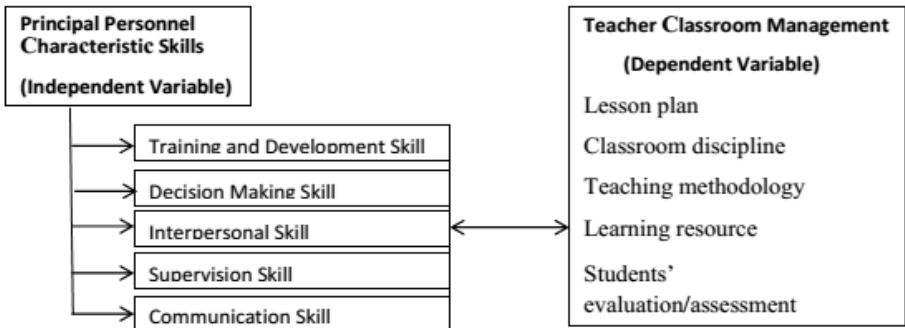 Principal Personnel
Characteristic Skills
(Independent Variable)
Training and Development Skill
Decision Making Skill
Interpersonal Skill
Supervision Skill
Communication Skill
Teacher Classroom Management
(Dependent Variable)
Lesson plan
Classroom discipline
Teaching methodology
Learning resource
Students’
evaluation/assessment